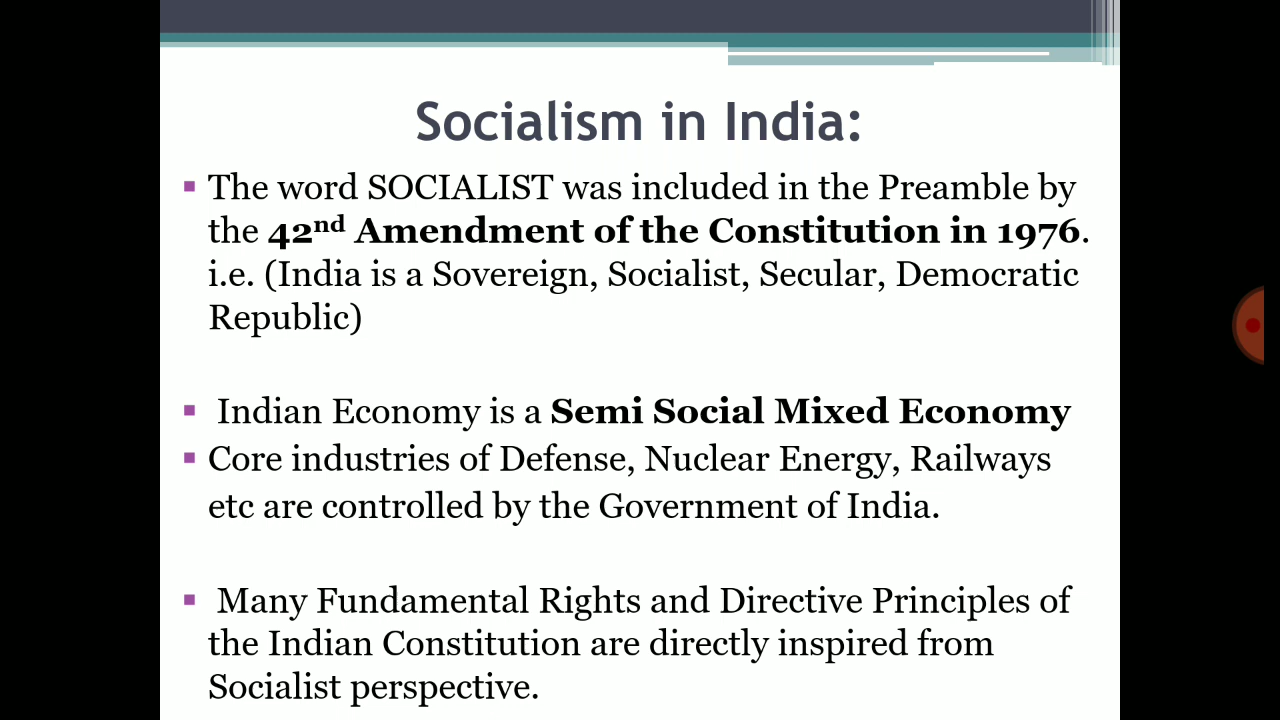 Socialism in India:
The word SOCIALIST was included in the Preamble by
the 42nd Amendment of the Constitution in 1976.
i.e. (India is a Sovereign, Socialist, Secular, Democratic
Republic)
Indian Economy is a Semi Social Mixed Economy
Core industries of Defense, Nuclear Energy, Railways
etc are controlled by the Government of India.
Many Fundamental Rights and Directive Principles of
the Indian Constitution are directly inspired from
Socialist perspective.